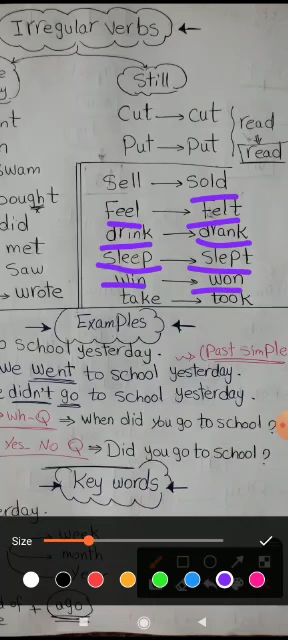 Irregular verbs
Still
Cut → cut
Put → Put
read
read
Swam
bought
did
met
Saw
→ wrote
Sell → sold
Feel → felt
drink → drank
Sleep → slept
Win → won
take → took
Examples
school yesterday.
(Past simple
we went to school yesterday.
didn't go to school yesterday.
Wh-Q ⇒ when did you go to school?
Yes_No Q ⇒ Did you go to school?
Key words
week
month
+ ago
Size